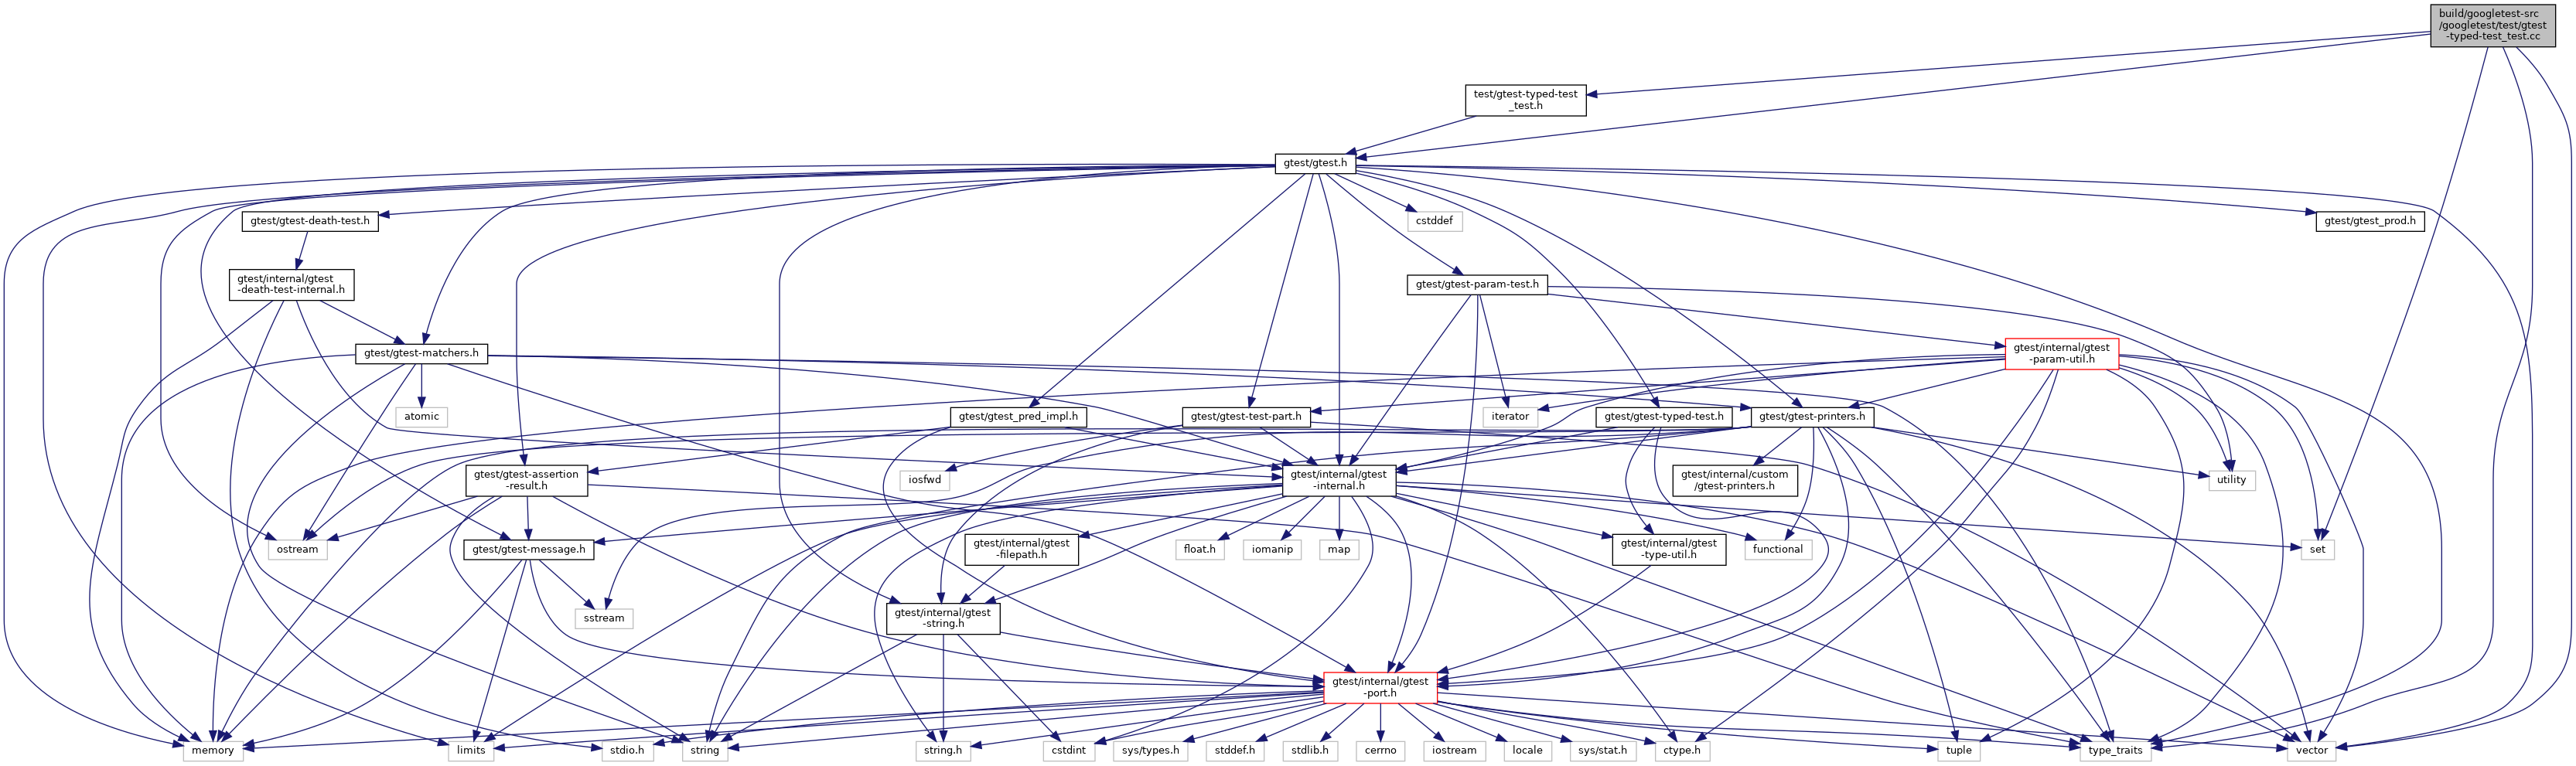 build/googletest-src
/googletest/test/gtest
-typed-test_test.cc
test/gtest-typed-test
_test.h
gtest/gtest.h
gtest/gtest-death-test.h
cstddef
gtest/gtest_prod.h
gtest/internal/gtest
-death-test-internal.h
gtest/gtest-param-test.h
gtest/gtest-matchers.h
gtest/internal/gtest
-param-util.h
atomic
gtest/gtest_pred_impl.h
gtest/gtest-test-part.h
iterator
gtest/gtest-typed-test.h
gtest/gtest-printers.h
gtest/gtest-assertion
-result.h
iosfwd
gtest/internal/gtest
-internal.h
gtest/internal/custom
/gtest-printers.h
utility
ostream
gtest/gtest-message.h
gtest/internal/gtest
-filepath.h
float.h
iomanip
map
gtest/internal/gtest
-type-util.h
functional
set
sstream
gtest/internal/gtest
-string.h
gtest/internal/gtest
-port.h
memory
limits
stdio.h
string
string.h
cstdint
sys/types.h
stddef.h
stdlib.h
cerrno
iostream
locale
sys/stat.h
ctype.h
tuple
type_traits
vector